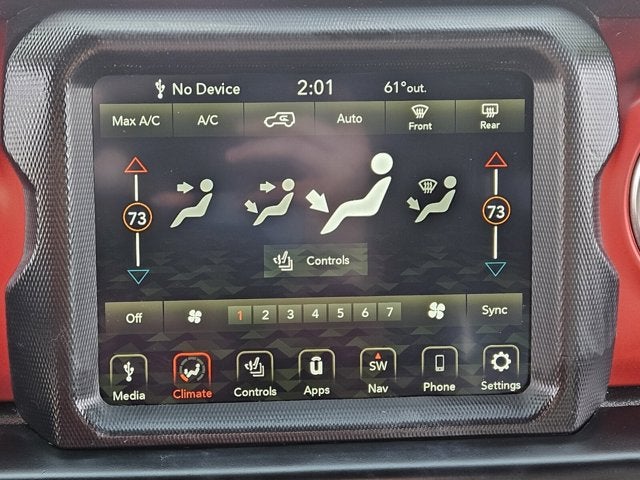 No Device 2:01 61°out.
Max A/C A/C Auto Front Rear
73 73
Controls
Off 1 2 3 4 5 6 7 Sync
SW
Media Climate Controls Apps Nav Phone Settings